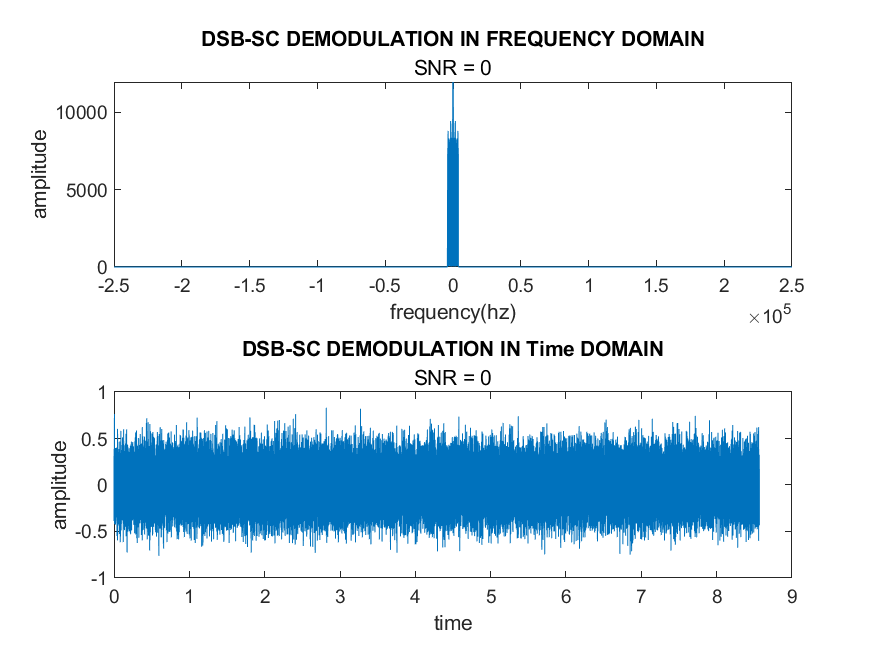 DSB-SC DEMODULATION IN FREQUENCY DOMAIN
SNR = 0
amplitude
10000
5000
0
-2.5 -2 -1.5 -1 -0.5 0 0.5 1 1.5 2 2.5
frequency(hz)
×10^5
DSB-SC DEMODULATION IN Time DOMAIN
SNR = 0
amplitude
1
0.5
0
-0.5
-1
0 1 2 3 4 5 6 7 8 9
time